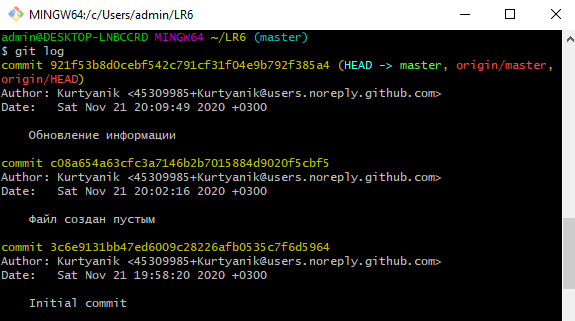 MINGW64:/c/Users/admin/LR6
admin@DESKTOP-LNBCCRD MINGW64 ~/LR6 (master)
$ git log
commit 921f53b8d0cebf542c791cf31f04e9b792f385a4 (HEAD -> master, origin/master,
origin/HEAD)
Author: Kurtyanik <45309985+Kurtyanik@users.noreply.github.com>
Date:   Sat Nov 21 20:09:49 2020 +0300
Обновление информации
commit c08a654a63cfc3a7146b2b7015884d9020f5cbf5
Author: Kurtyanik <45309985+Kurtyanik@users.noreply.github.com>
Date:   Sat Nov 21 20:02:16 2020 +0300
Файл создан пустым
commit 3c6e9131bb47ed6009c28226afb0535c7f6d5964
Author: Kurtyanik <45309985+Kurtyanik@users.noreply.github.com>
Date:   Sat Nov 21 19:58:20 2020 +0300
Initial commit